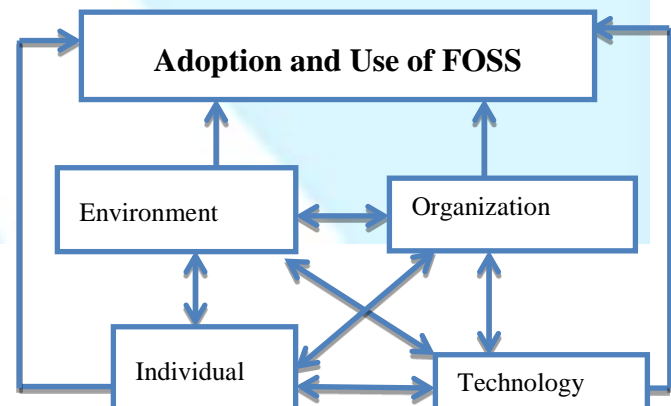 Adoption and Use of FOSS
Environment
Organization
Individual
Technology